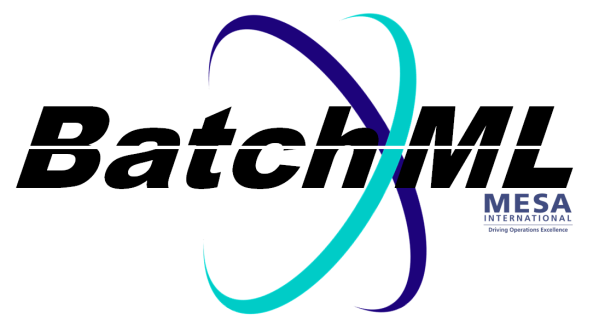 BatchML
MESA
INTERNATIONAL
Driving Operations Excellence